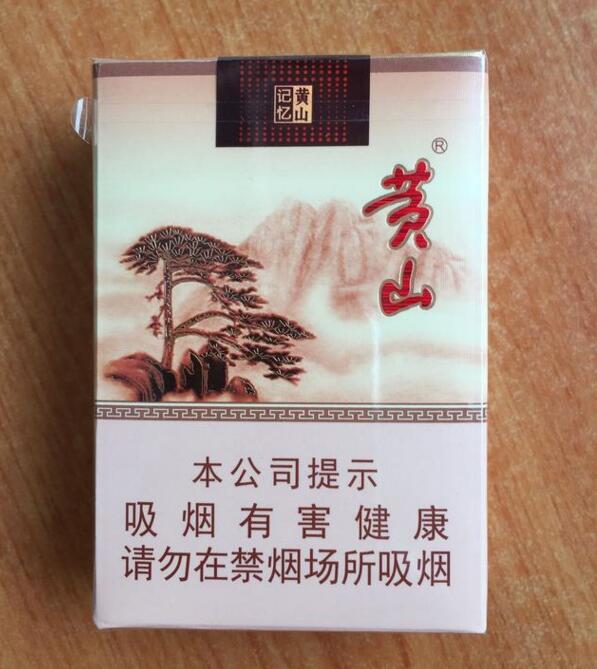 黄山
记忆
®
黄山
本公司提示
吸烟有害健康
请勿在禁烟场所吸烟